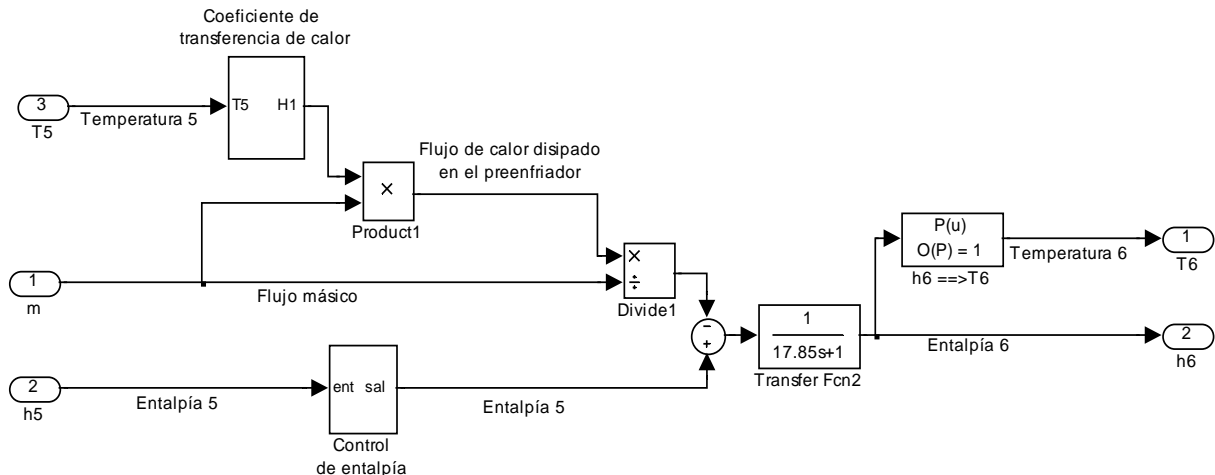 Coeficiente de
transferencia de calor
3
T5
Temperatura 5
T5 H1
Flujo de calor disipado
en el preenfriador
×
Product1
1
m
Flujo másico
×
÷
Divide1
P(u)
O(P) = 1
h6 ==>T6
Temperatura 6
1
T6
−
+
1
17.85s+1
Transfer Fcn2
Entalpía 6
2
h6
2
h5
Entalpía 5
ent sal
Control
de entalpía
Entalpía 5